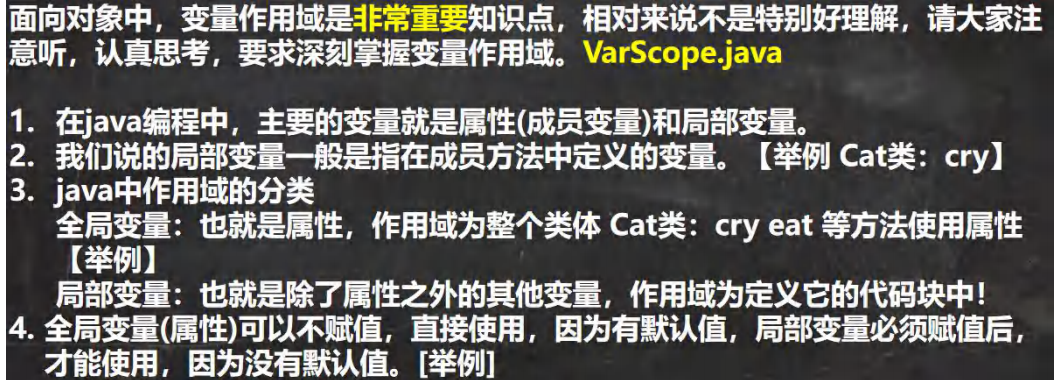 面向对象中，变量作用域是非常重要知识点，相对来说不是特别好理解，请大家注
意听，认真思考，要求深刻掌握变量作用域。VarScope.java
1. 在java编程中，主要的变量就是属性(成员变量)和局部变量。
2. 我们说的局部变量一般是指在成员方法中定义的变量。【举例 Cat类：cry】
3. java中作用域的分类
全局变量：也就是属性，作用域为整个类体 Cat类：cry eat 等方法使用属性
【举例】
局部变量：也就是除了属性之外的其他变量，作用域为定义它的代码块中！
4. 全局变量(属性)可以不赋值，直接使用，因为有默认值，局部变量必须赋值后，
才能使用，因为没有默认值。[举例]